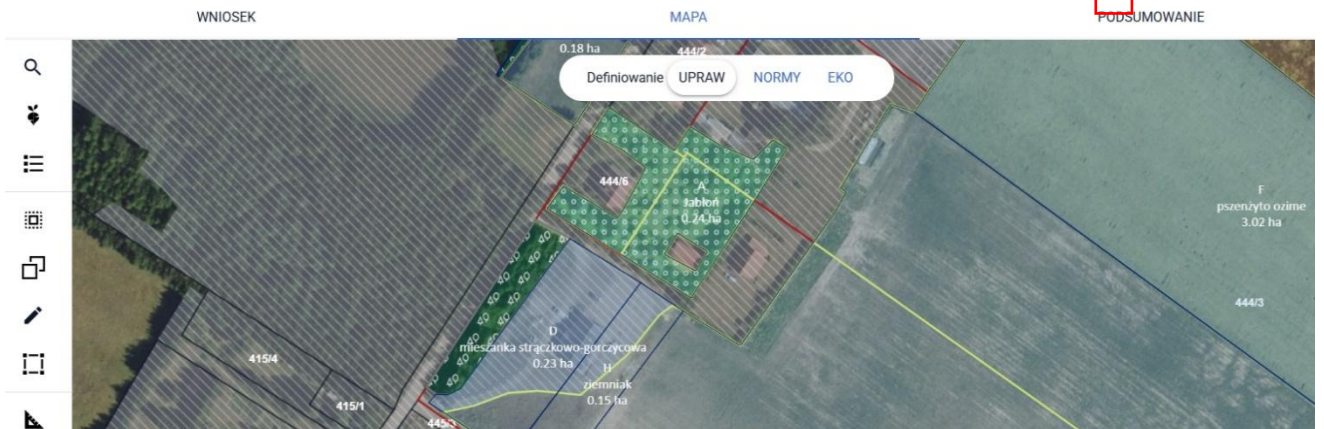 WNIOSEK
MAPA
PODSUMOWANIE
0.18 ha
444/2
Definiowanie UPRAW NORMY EKO
444/6
A
Jabłoń
0.24 ha
F
pszenżyto ozime
3.02 ha
444/3
D
mieszanka strączkowo-gorczycowa
0.23 ha
H
ziemniak
0.15 ha
415/4
415/1